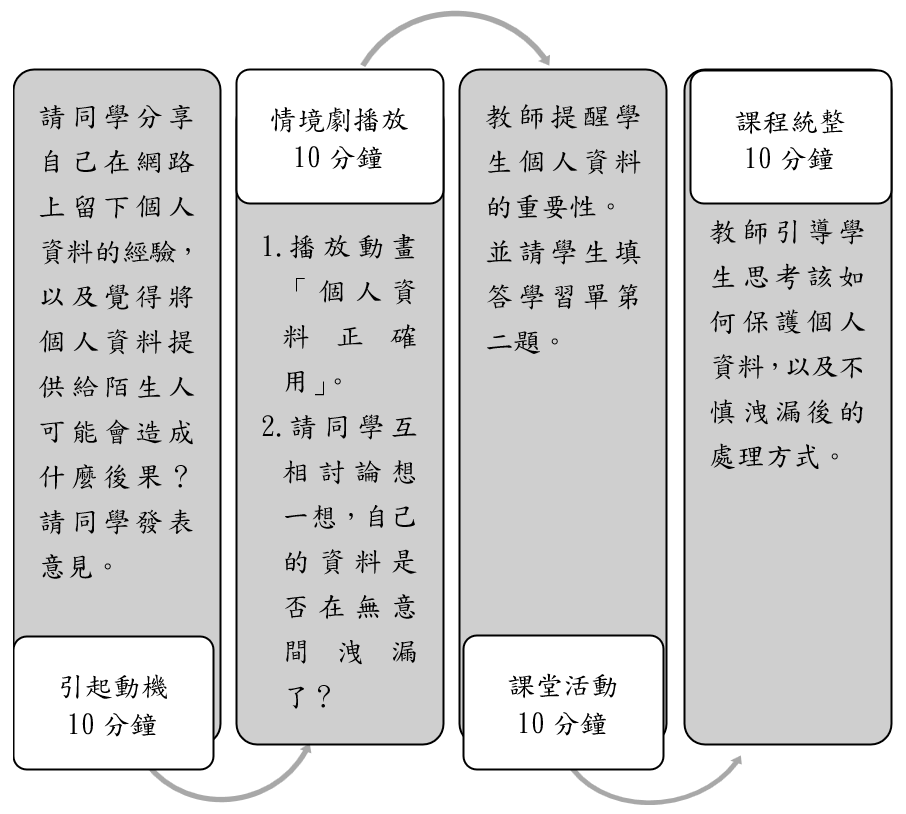 請同學分享
自己在網路
上留下個人
資料的經驗，
以及覺得將
個人資料提
供給陌生人
可能會造成
什麼後果？
請同學發表
意見。
引起動機
10 分鐘
情境劇播放
10 分鐘
1.播放動畫
「個人資
料正確
用」。
2.請同學互
相討論想
一想，自己
的資料是
否在無意
間洩漏
了？
教師提醒學
生個人資料
的重要性。
並請學生填
答學習單第
二題。
課堂活動
10 分鐘
課程統整
10 分鐘
教師引導學
生思考該如
何保護個人
資料，以及不
慎洩漏後的
處理方式。